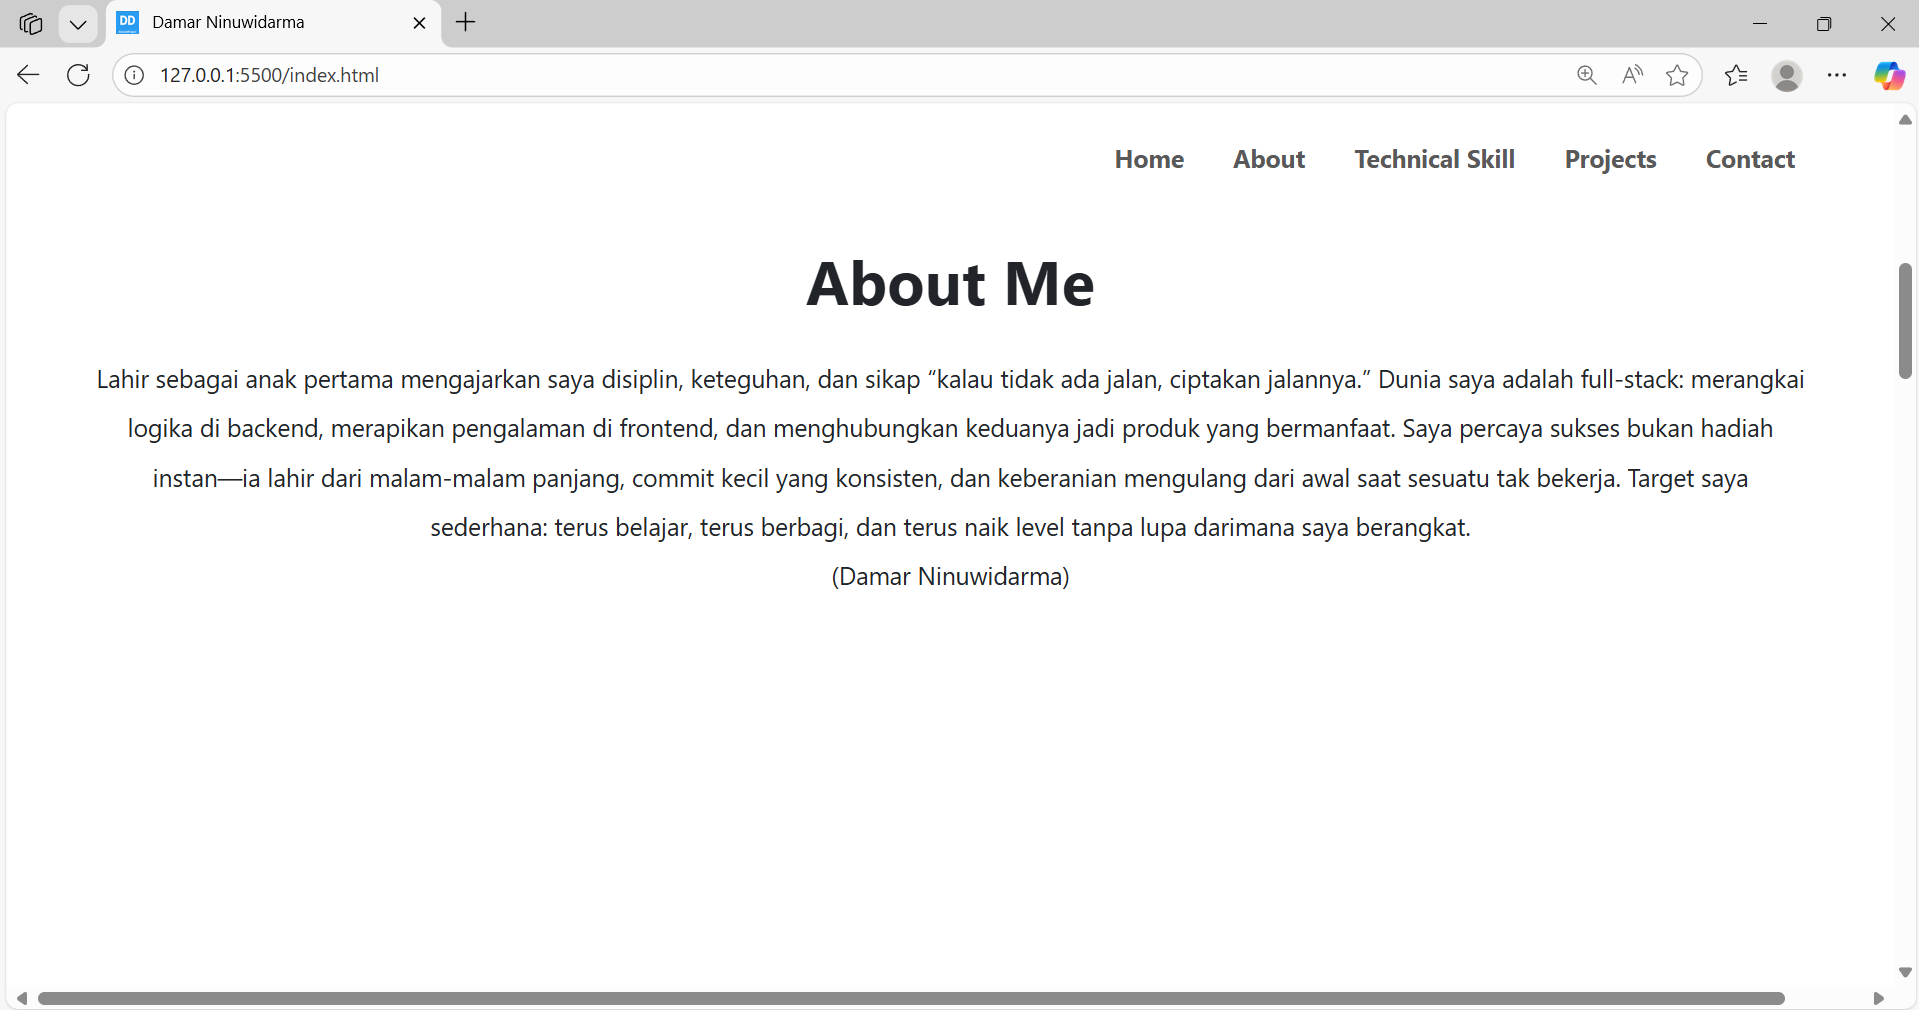 DD Damar Ninuwidarma
127.0.0.1:5500/index.html
Home About Technical Skill Projects Contact
About Me
Lahir sebagai anak pertama mengajarkan saya disiplin, keteguhan, dan sikap “kalau tidak ada jalan, ciptakan jalannya.” Dunia saya adalah full-stack: merangkai
logika di backend, merapikan pengalaman di frontend, dan menghubungkan keduanya jadi produk yang bermanfaat. Saya percaya sukses bukan hadiah
instan—ia lahir dari malam-malam panjang, commit kecil yang konsisten, dan keberanian mengulang dari awal saat sesuatu tak bekerja. Target saya
sederhana: terus belajar, terus berbagi, dan terus naik level tanpa lupa darimana saya berangkat.
(Damar Ninuwidarma)